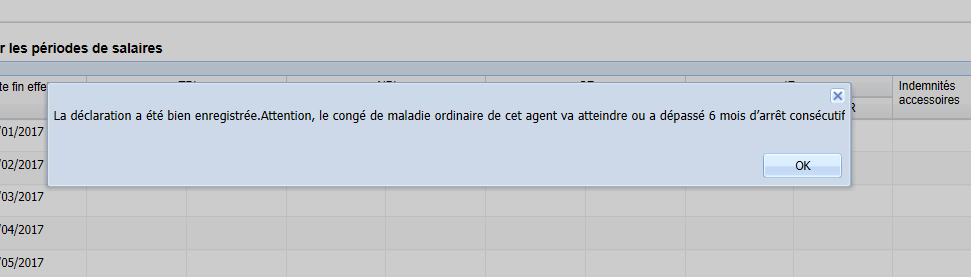 r les périodes de salaires
te fin effe
Indemnités
accessoires
La déclaration a été bien enregistrée.Attention, le congé de maladie ordinaire de cet agent va atteindre ou a dépassé 6 mois d’arrêt consécutif
R
OK
/01/2017
/02/2017
/03/2017
/04/2017
/05/2017